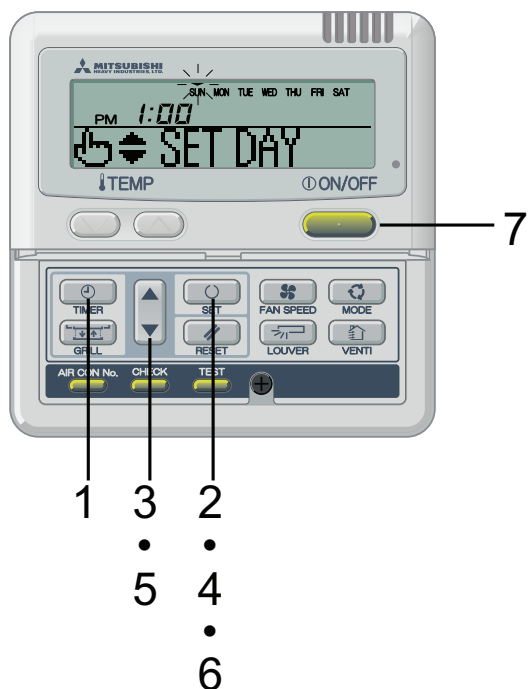 MITSUBISHI
HEAVY INDUSTRIES, LTD.
SUN MON TUE WED THU FRI SAT
PM 1:00
SET DAY
TEMP ON/OFF
7
TIMER SET FAN SPEED MODE
GRILL RESET LOUVER VENTI
AIR CON No. CHECK TEST
1 3 2
• •
5 4
•
6